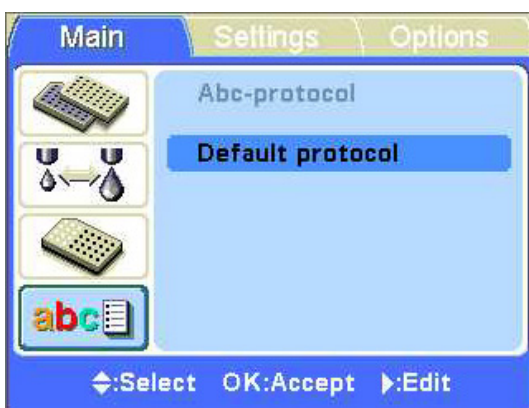 Main Settings Options
Abc-protocol
Default protocol
abc
:Select OK:Accept :Edit